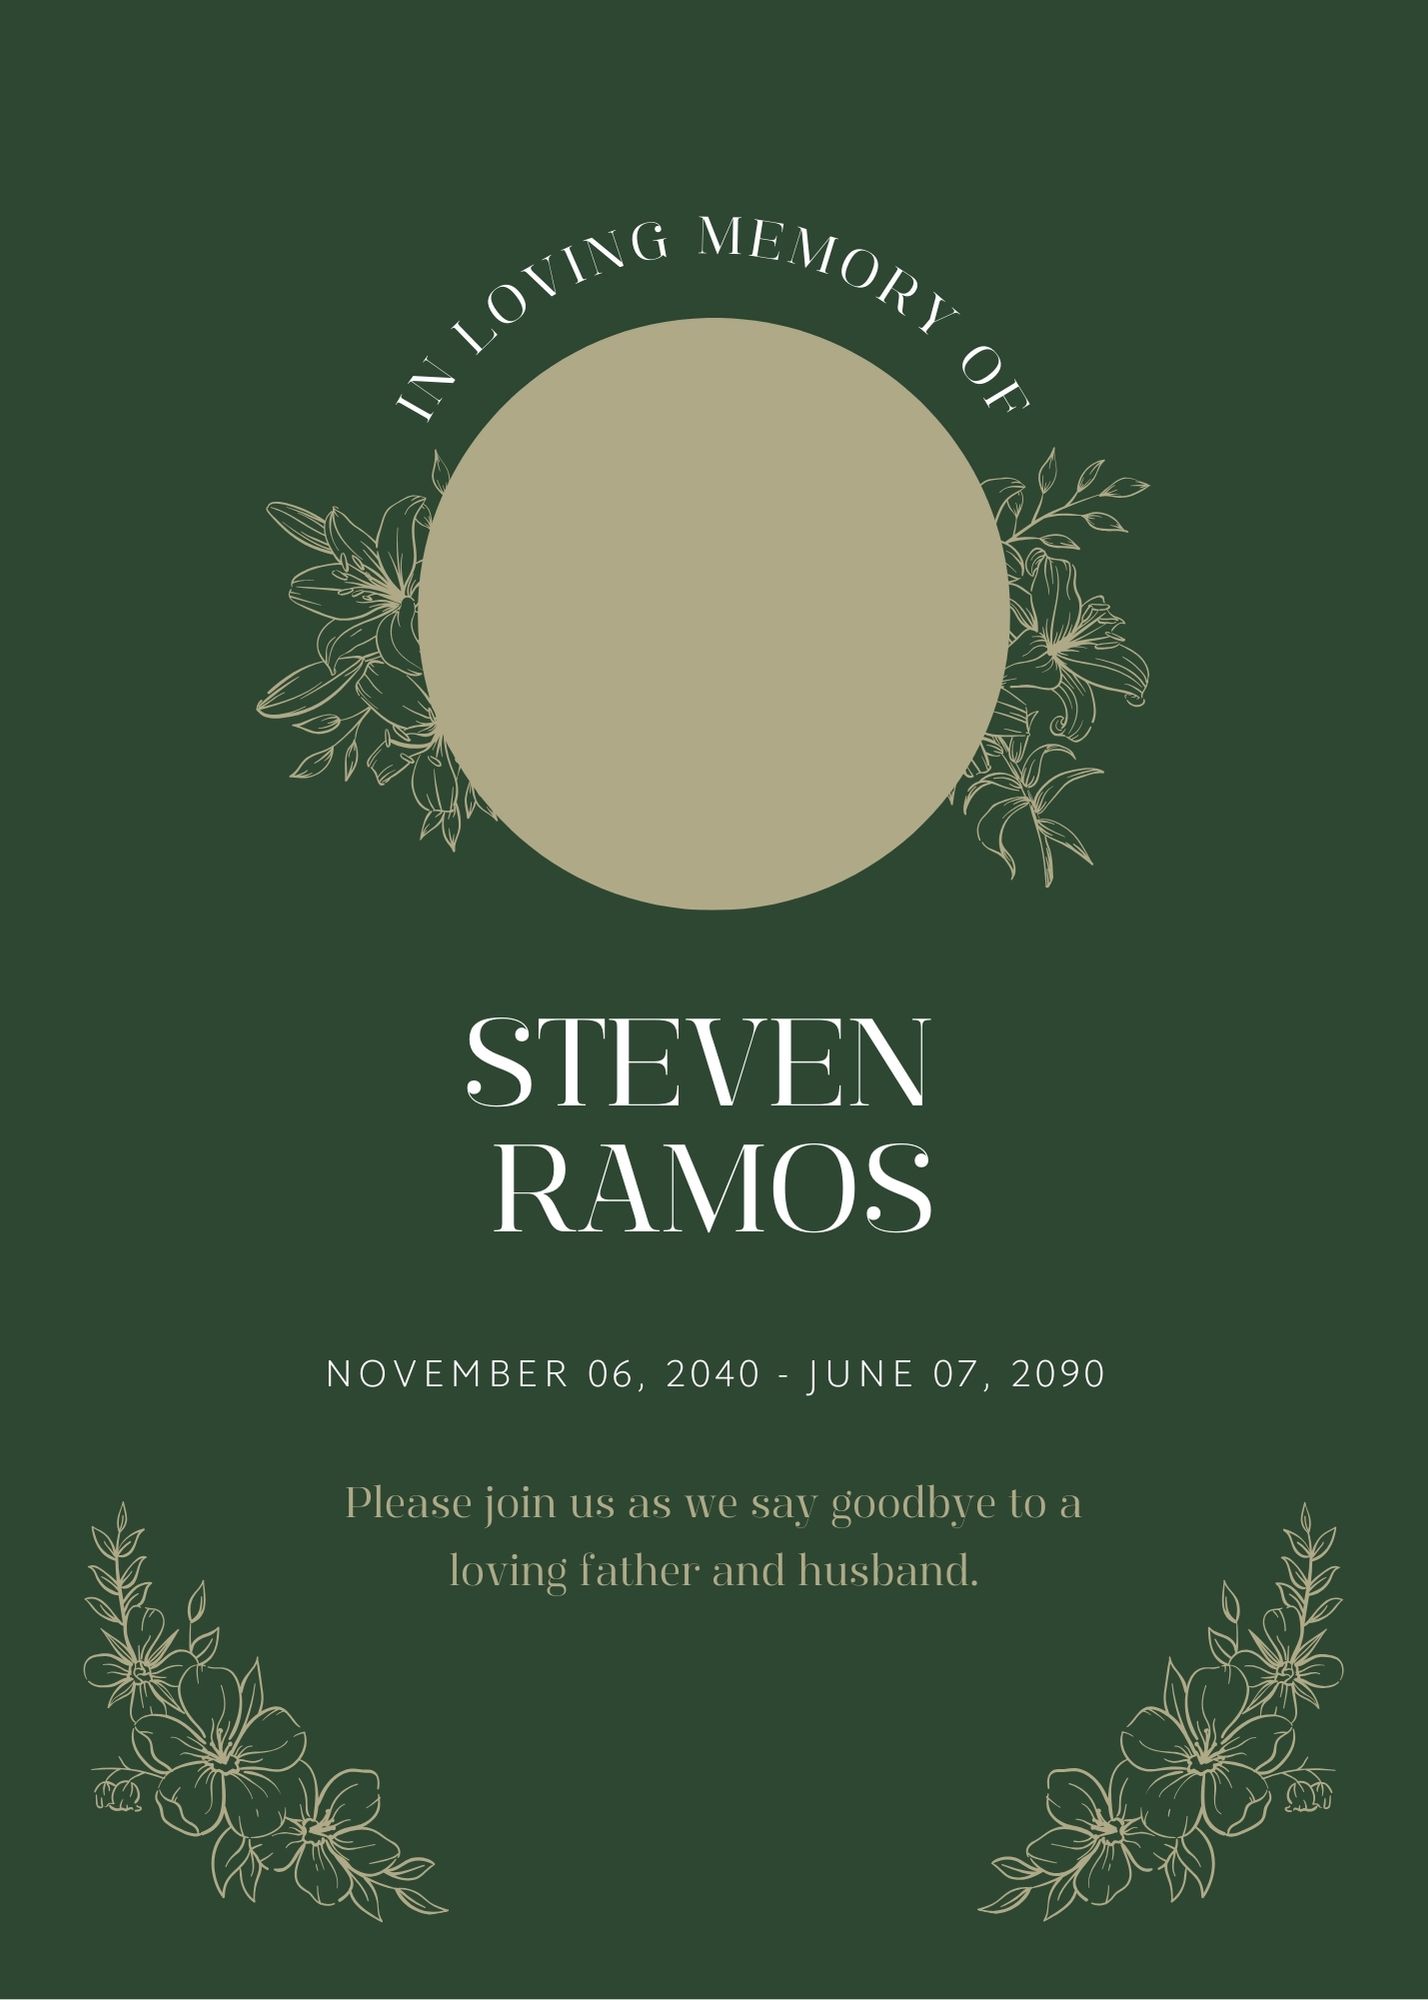 IN LOVING MEMORY OF
STEVEN
RAMOS
NOVEMBER 06, 2040 - JUNE 07, 2090
Please join us as we say goodbye to a
loving father and husband.